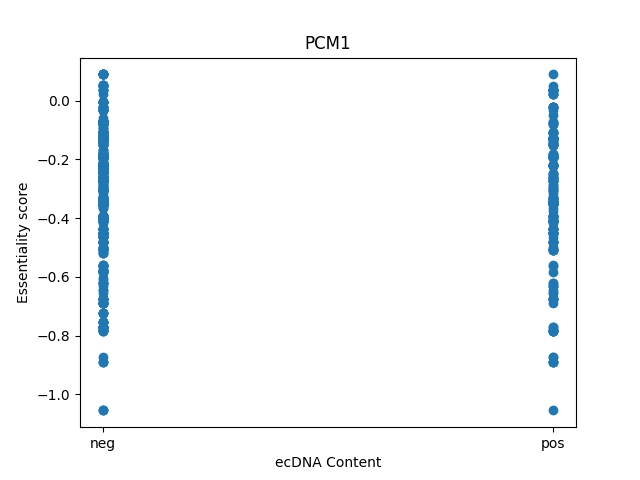 PCM1
Essentiality score
0.0
−0.2
−0.4
−0.6
−0.8
−1.0
neg
pos
ecDNA Content